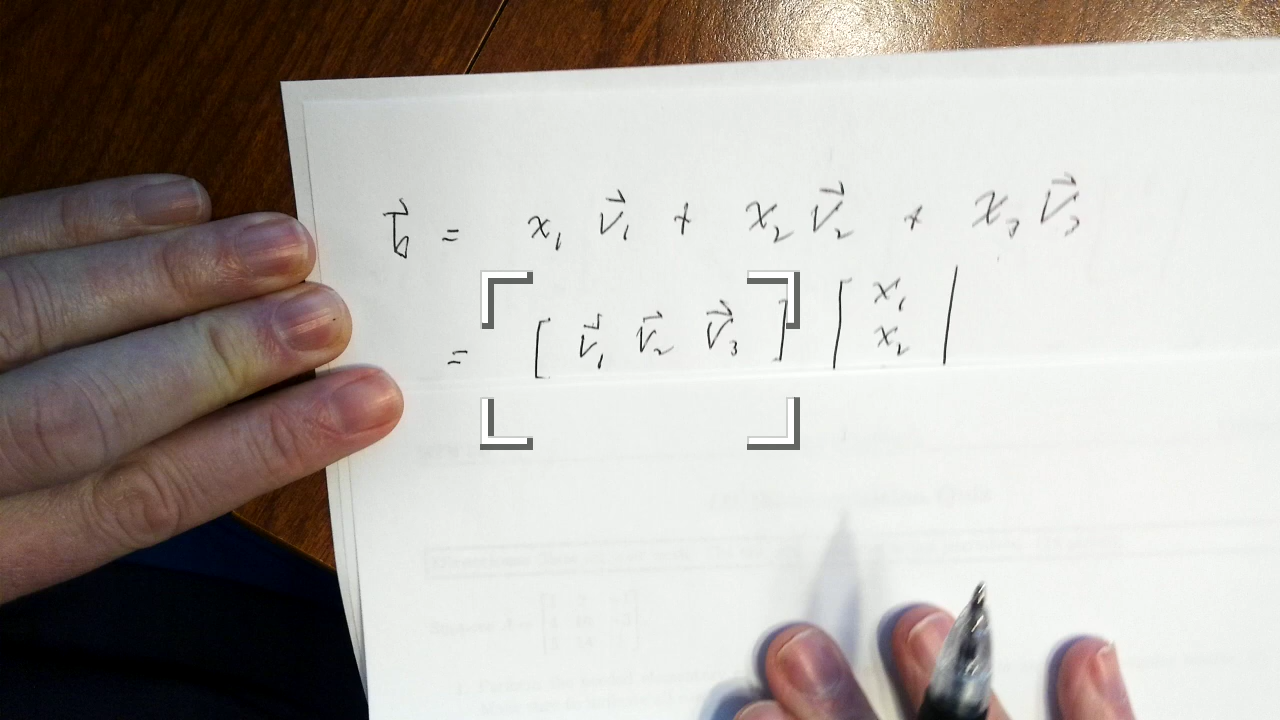 b⃗ = x₁ v⃗₁ + x₂ v⃗₂ + x₃ v⃗₃
= [ v⃗₁ v⃗₂ v⃗₃ ] [ x₁
x₂ ]